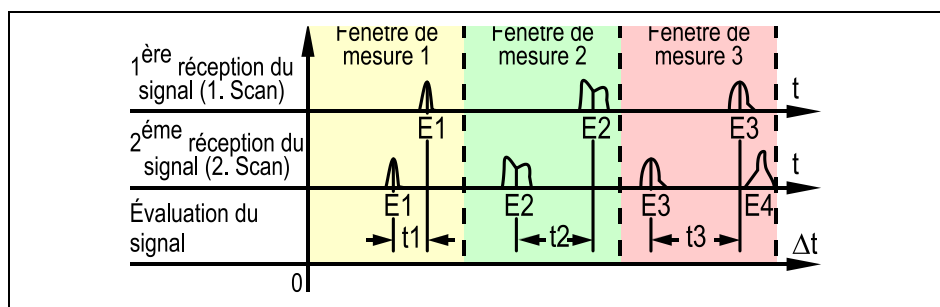 Fenêtre de mesure 1
Fenêtre de mesure 2
Fenêtre de mesure 3
1ère réception du
signal (1. Scan)
t
E1
E2
E3
2éme réception du
signal (2. Scan)
t
E1
E2
E3
E4
Évaluation du
signal
t1
t2
t3
Δt
0